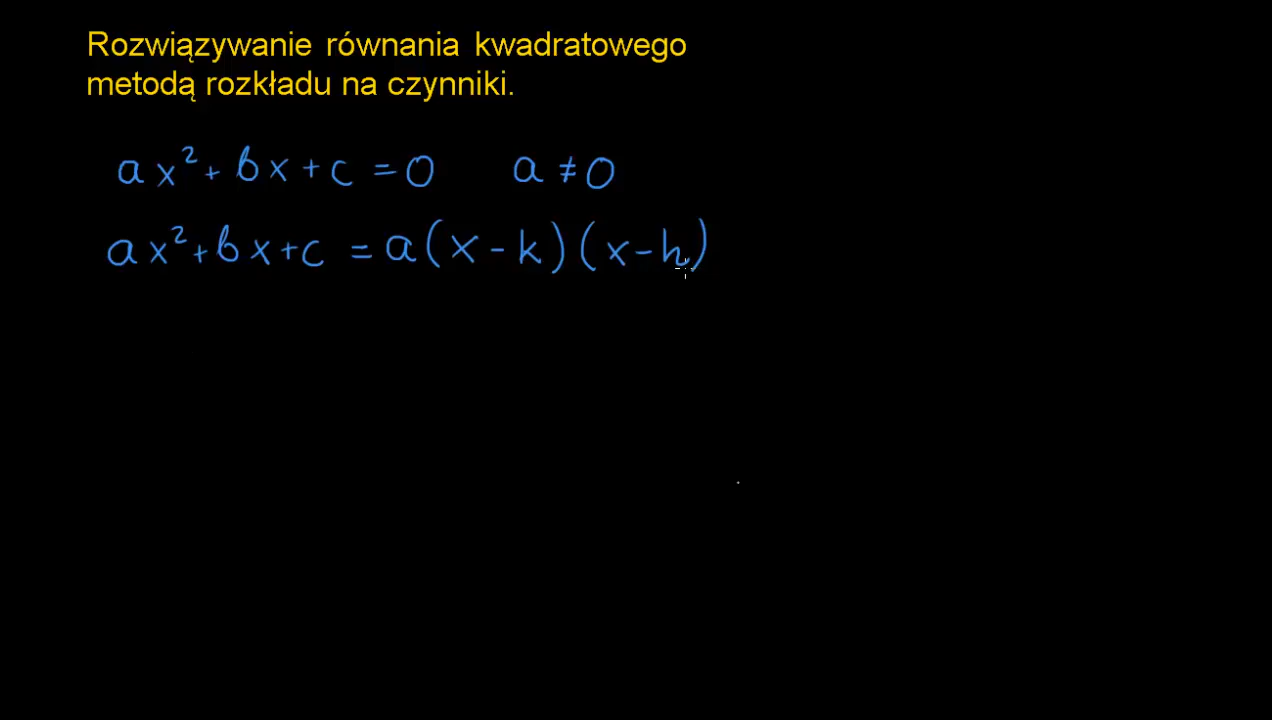 Rozwiązywanie równania kwadratowego
metodą rozkładu na czynniki.
ax² + bx + c = 0 a ≠ 0
ax² + bx + c = a(x - k)(x - h)